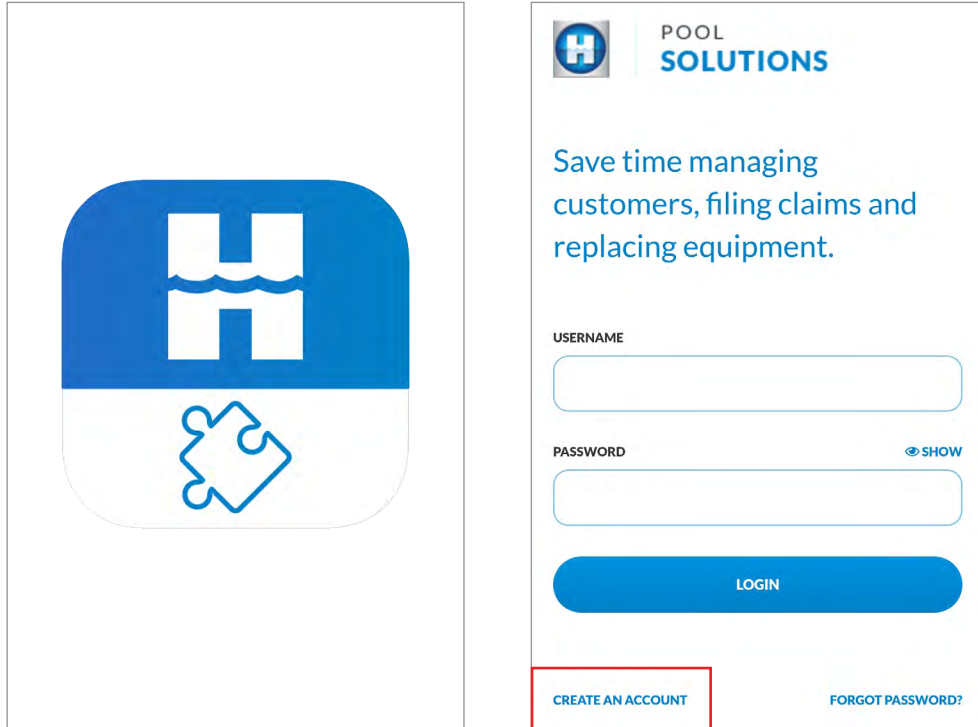 H
H
POOL
SOLUTIONS
Save time managing
customers, filing claims and
replacing equipment.
USERNAME
PASSWORD SHOW
LOGIN
CREATE AN ACCOUNT FORGOT PASSWORD?